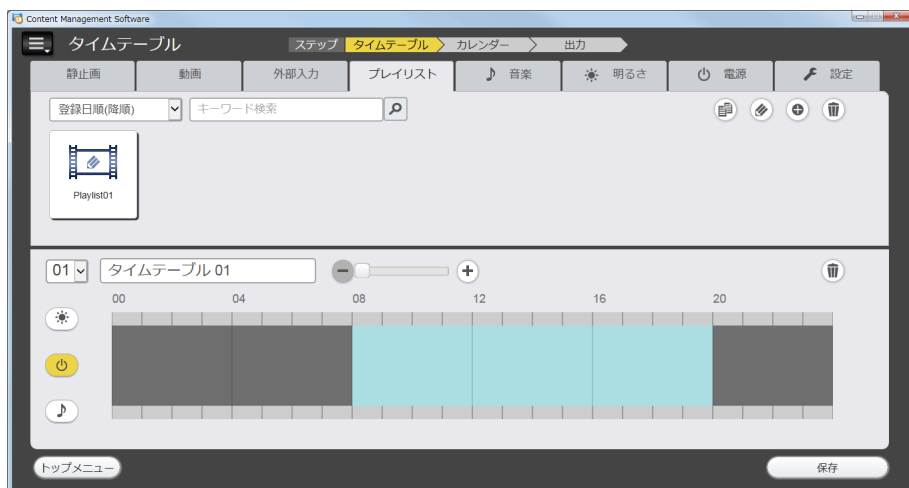 Content Management Software
タイムテーブル
ステップ タイムテーブル カレンダー 出力
静止画 動画 外部入力 プレイリスト 音楽 明るさ 電源 設定
登録日順(降順) キーワード検索
Playlist01
01 タイムテーブル 01
00 04 08 12 16 20
トップメニュー 保存